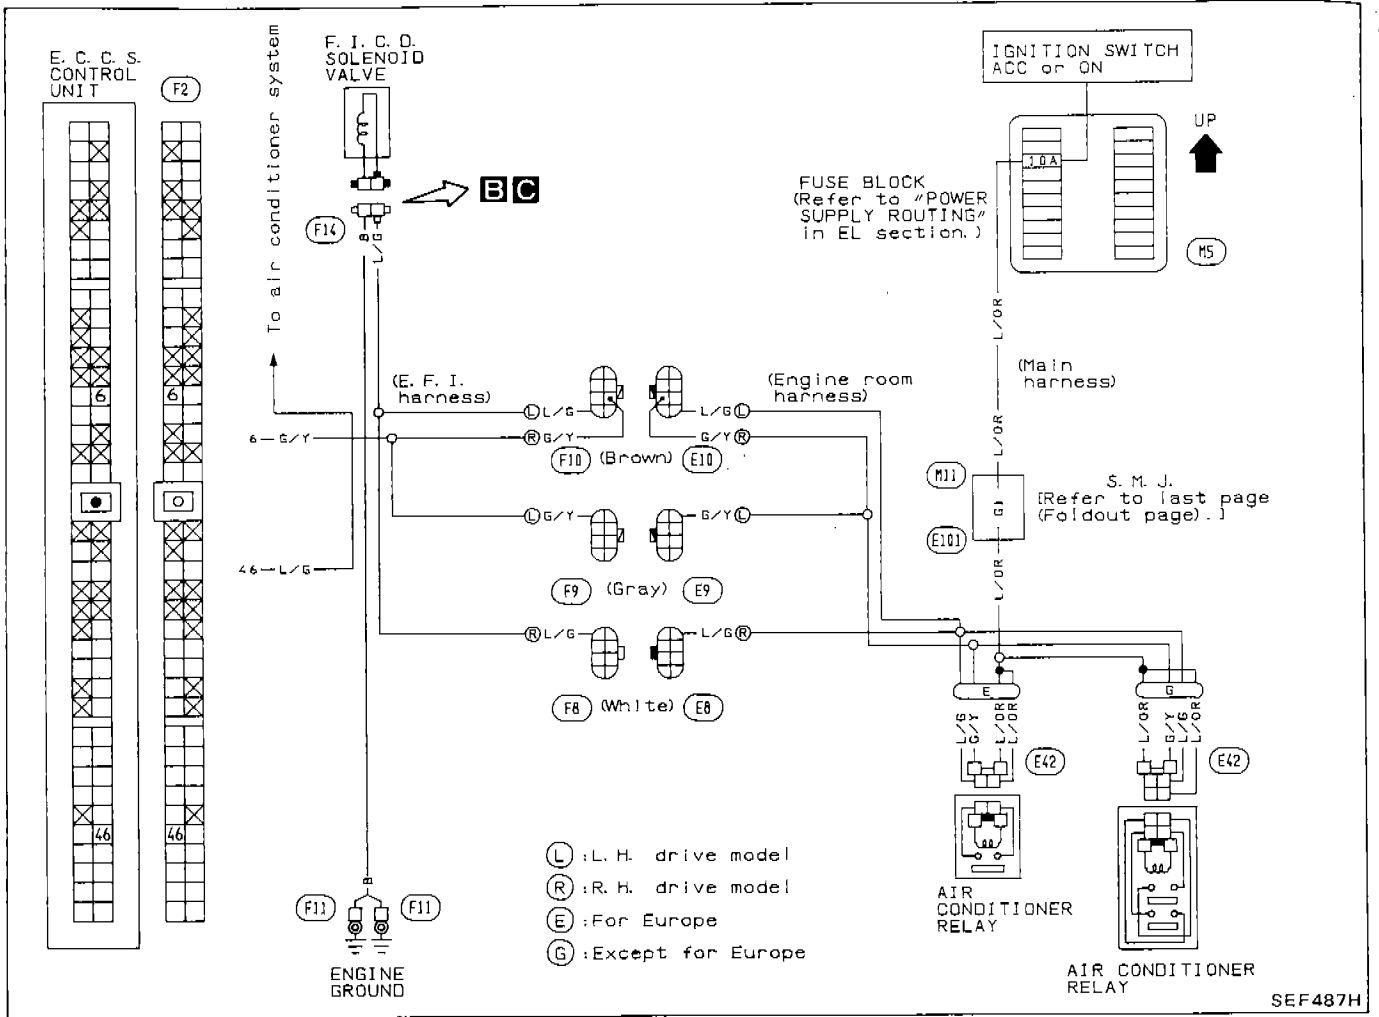 E. C. C. S.
CONTROL
UNIT
F2
To air conditioner system
F. I. C. D.
SOLENOID
VALVE
B C
F14
B
L/G
IGNITION SWITCH
ACC or ON
UP
10A
FUSE BLOCK
(Refer to "POWER
SUPPLY ROUTING"
in EL section.)
M5
L/OR
(Main
harness)
L/OR
(E. F. I.
harness)
(Engine room
harness)
6
6
L L/G
L/G L
6 G/Y
R G/Y
G/Y R
F10 (Brown) E10
M11
S. M. J.
[Refer to last page
(Foldout page).]
G1
E101
L G/Y
G/Y L
46 L/G
F9 (Gray) E9
L/OR
R L/G
L/G R
F8 (White) E8
E
G
L/G
G/Y
L/OR
L/OR
L/OR
G/Y
L/G
L/OR
E42
E42
46
46
L :L. H. drive model
R :R. H. drive model
E :For Europe
G :Except for Europe
B
F11
F11
ENGINE
GROUND
AIR
CONDITIONER
RELAY
AIR CONDITIONER
RELAY
SEF487H